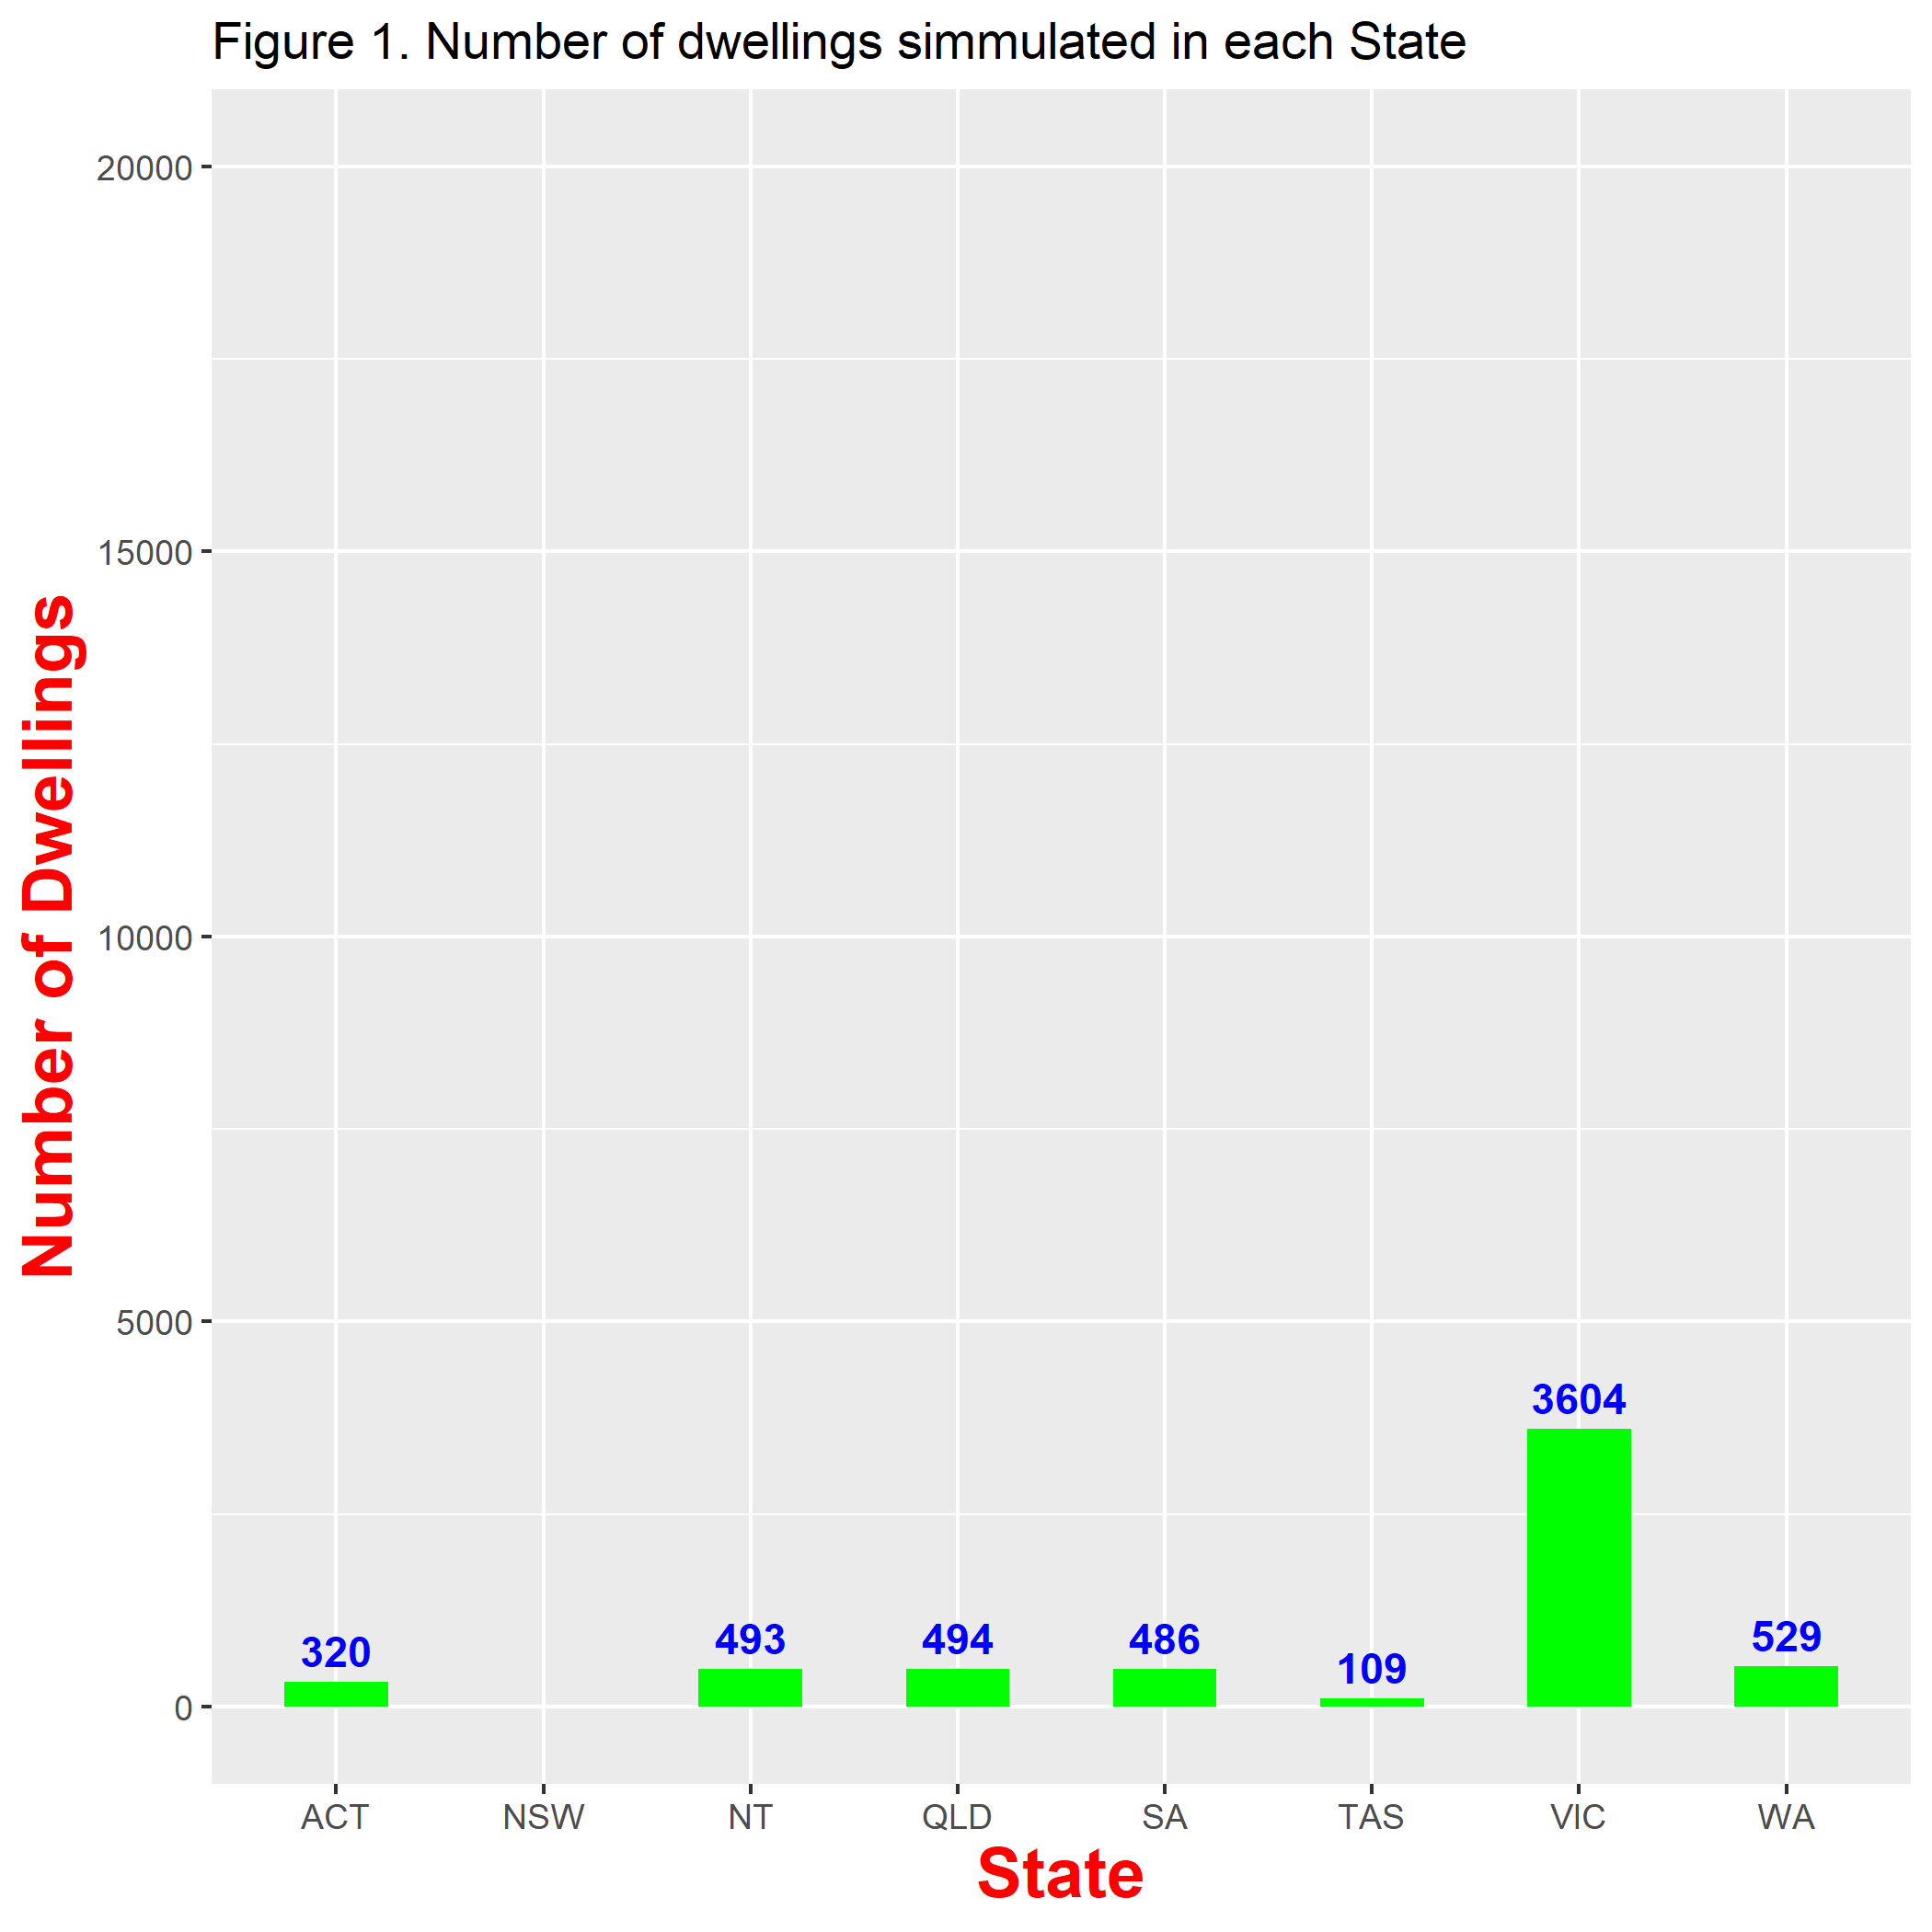 Figure 1. Number of dwellings simmulated in each State
Number of Dwellings
20000
15000
10000
5000
0
320
493
494
486
109
3604
529
ACT
NSW
NT
QLD
SA
TAS
VIC
WA
State